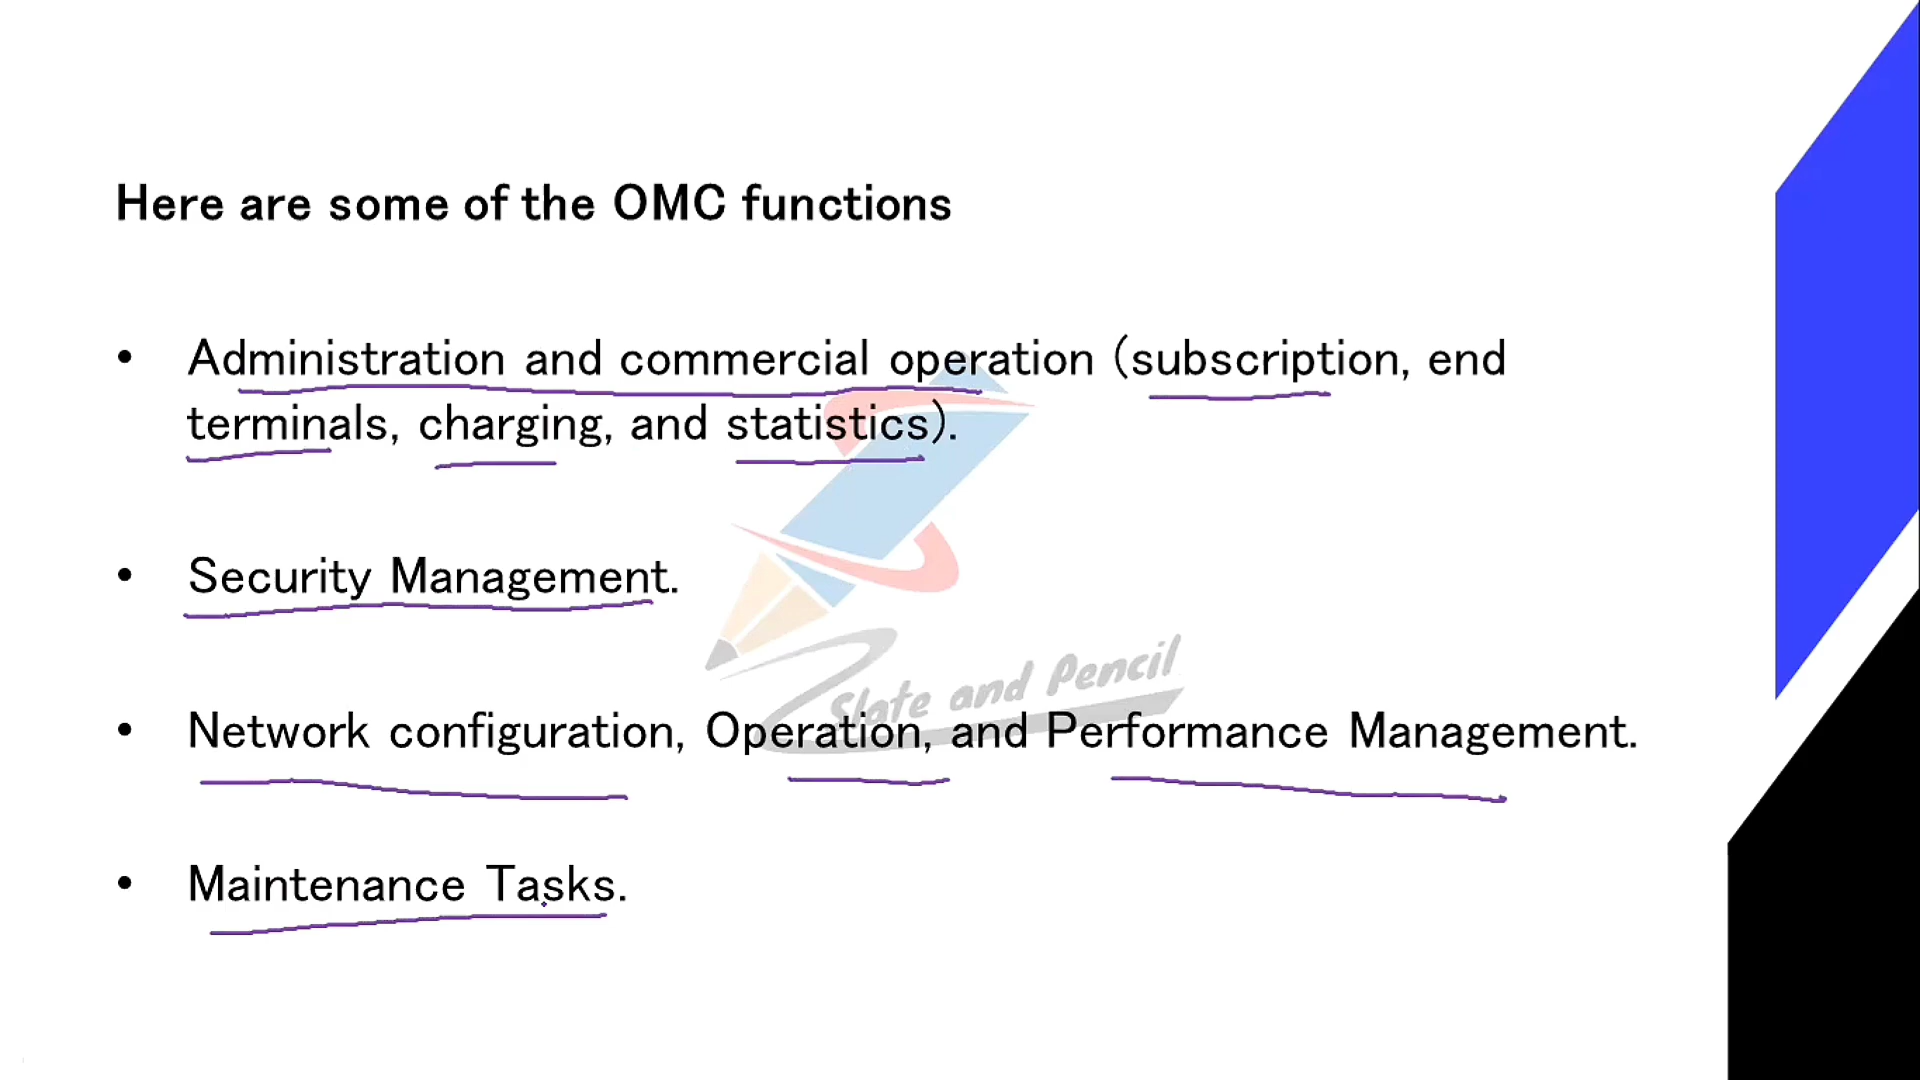 Here are some of the OMC functions
• Administration and commercial operation (subscription, end
terminals, charging, and statistics).
• Security Management.
Slate and Pencil
• Network configuration, Operation, and Performance Management.
• Maintenance Tasks.